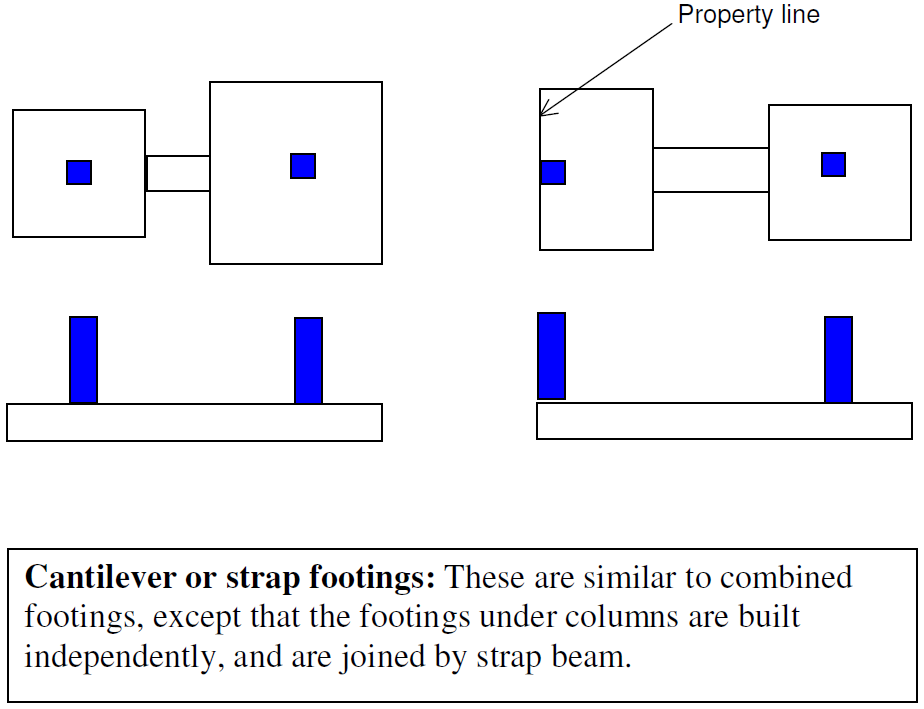 Property line
Cantilever or strap footings: These are similar to combined
footings, except that the footings under columns are built
independently, and are joined by strap beam.